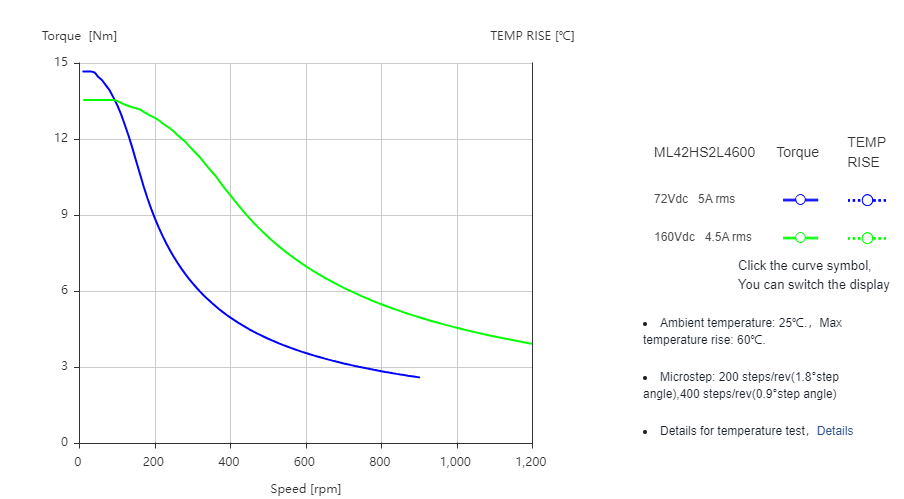 Torque [Nm]
TEMP RISE [℃]
15
12
9
6
3
0
0 200 400 600 800 1,000 1,200
Speed [rpm]
ML42HS2L4600 Torque TEMP RISE
72Vdc 5A rms
160Vdc 4.5A rms
Click the curve symbol,
You can switch the display
• Ambient temperature: 25℃.，Max
temperature rise: 60℃.
• Microstep: 200 steps/rev(1.8°step
angle),400 steps/rev(0.9°step angle)
• Details for temperature test，Details